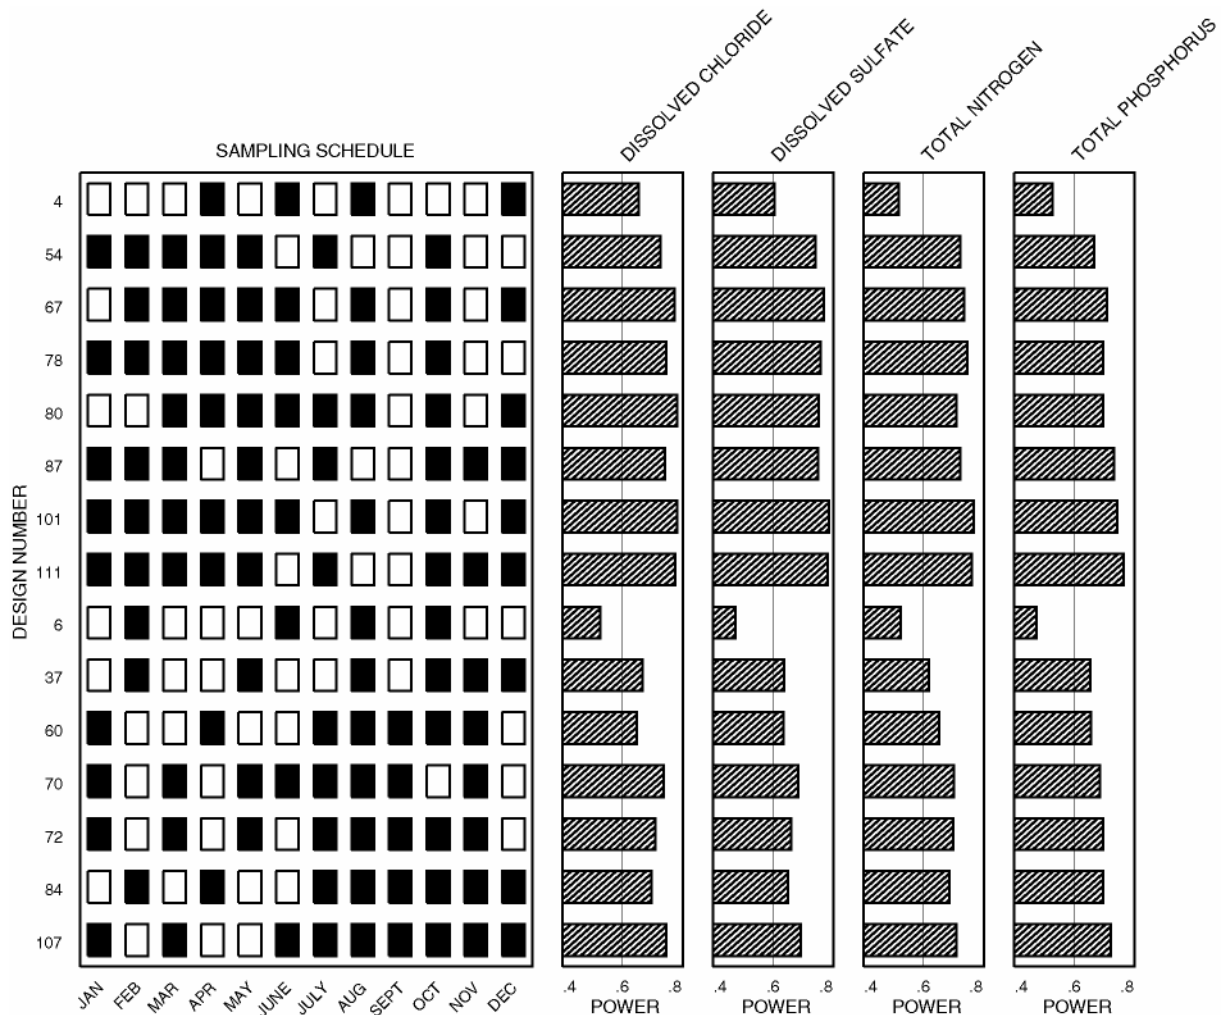 DISSOLVED CHLORIDE
DISSOLVED SULFATE
TOTAL NITROGEN
TOTAL PHOSPHORUS
SAMPLING SCHEDULE
DESIGN NUMBER
4
54
67
78
80
87
101
111
6
37
60
70
72
84
107
JAN FEB MAR APR MAY JUNE JULY AUG SEPT OCT NOV DEC
.4 .6 .8 .4 .6 .8 .4 .6 .8 .4 .6 .8
POWER POWER POWER POWER